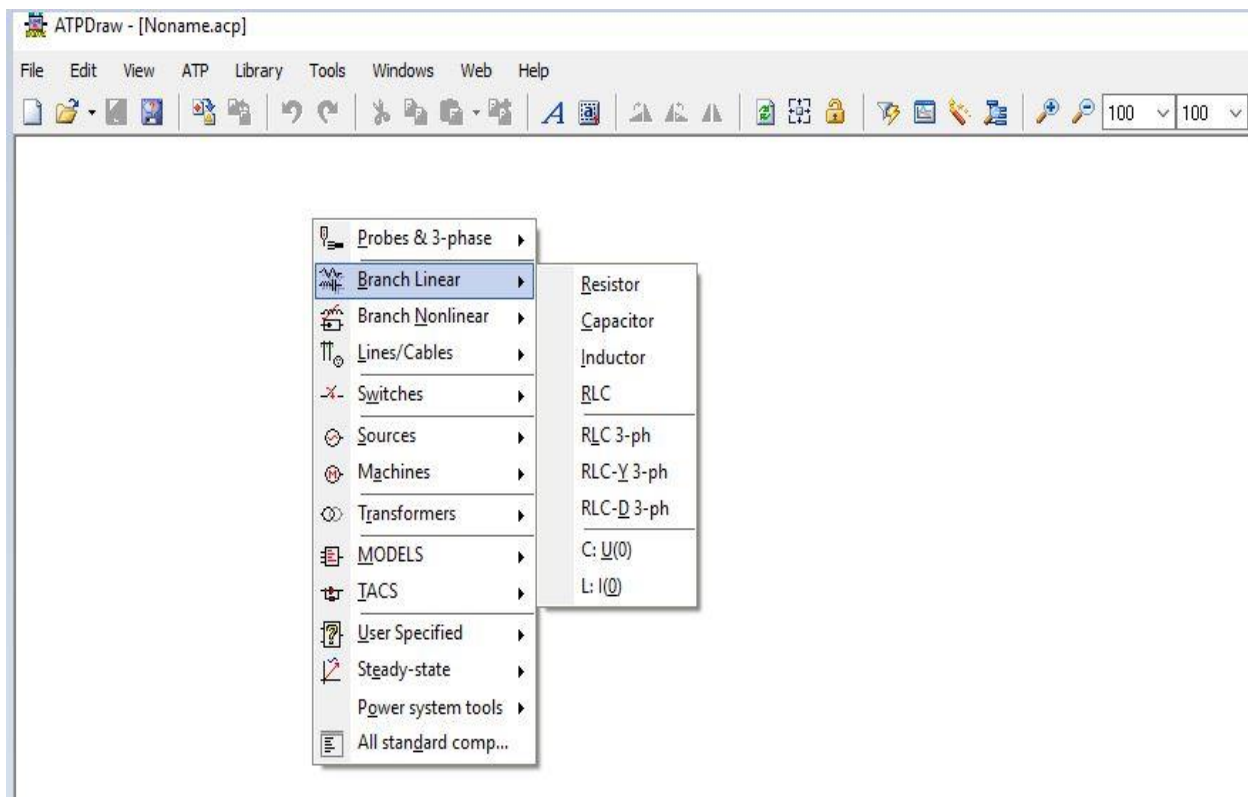 ATPDraw - [Noname.acp]
File Edit View ATP Library Tools Windows Web Help
A a 100 100
Probes & 3-phase
Branch Linear
Branch Nonlinear
Lines/Cables
Switches
Sources
Machines
Transformers
MODELS
TACS
User Specified
Steady-state
Power system tools
All standard comp...
Resistor
Capacitor
Inductor
RLC
RLC 3-ph
RLC-Y 3-ph
RLC-D 3-ph
C: U(0)
L: I(0)